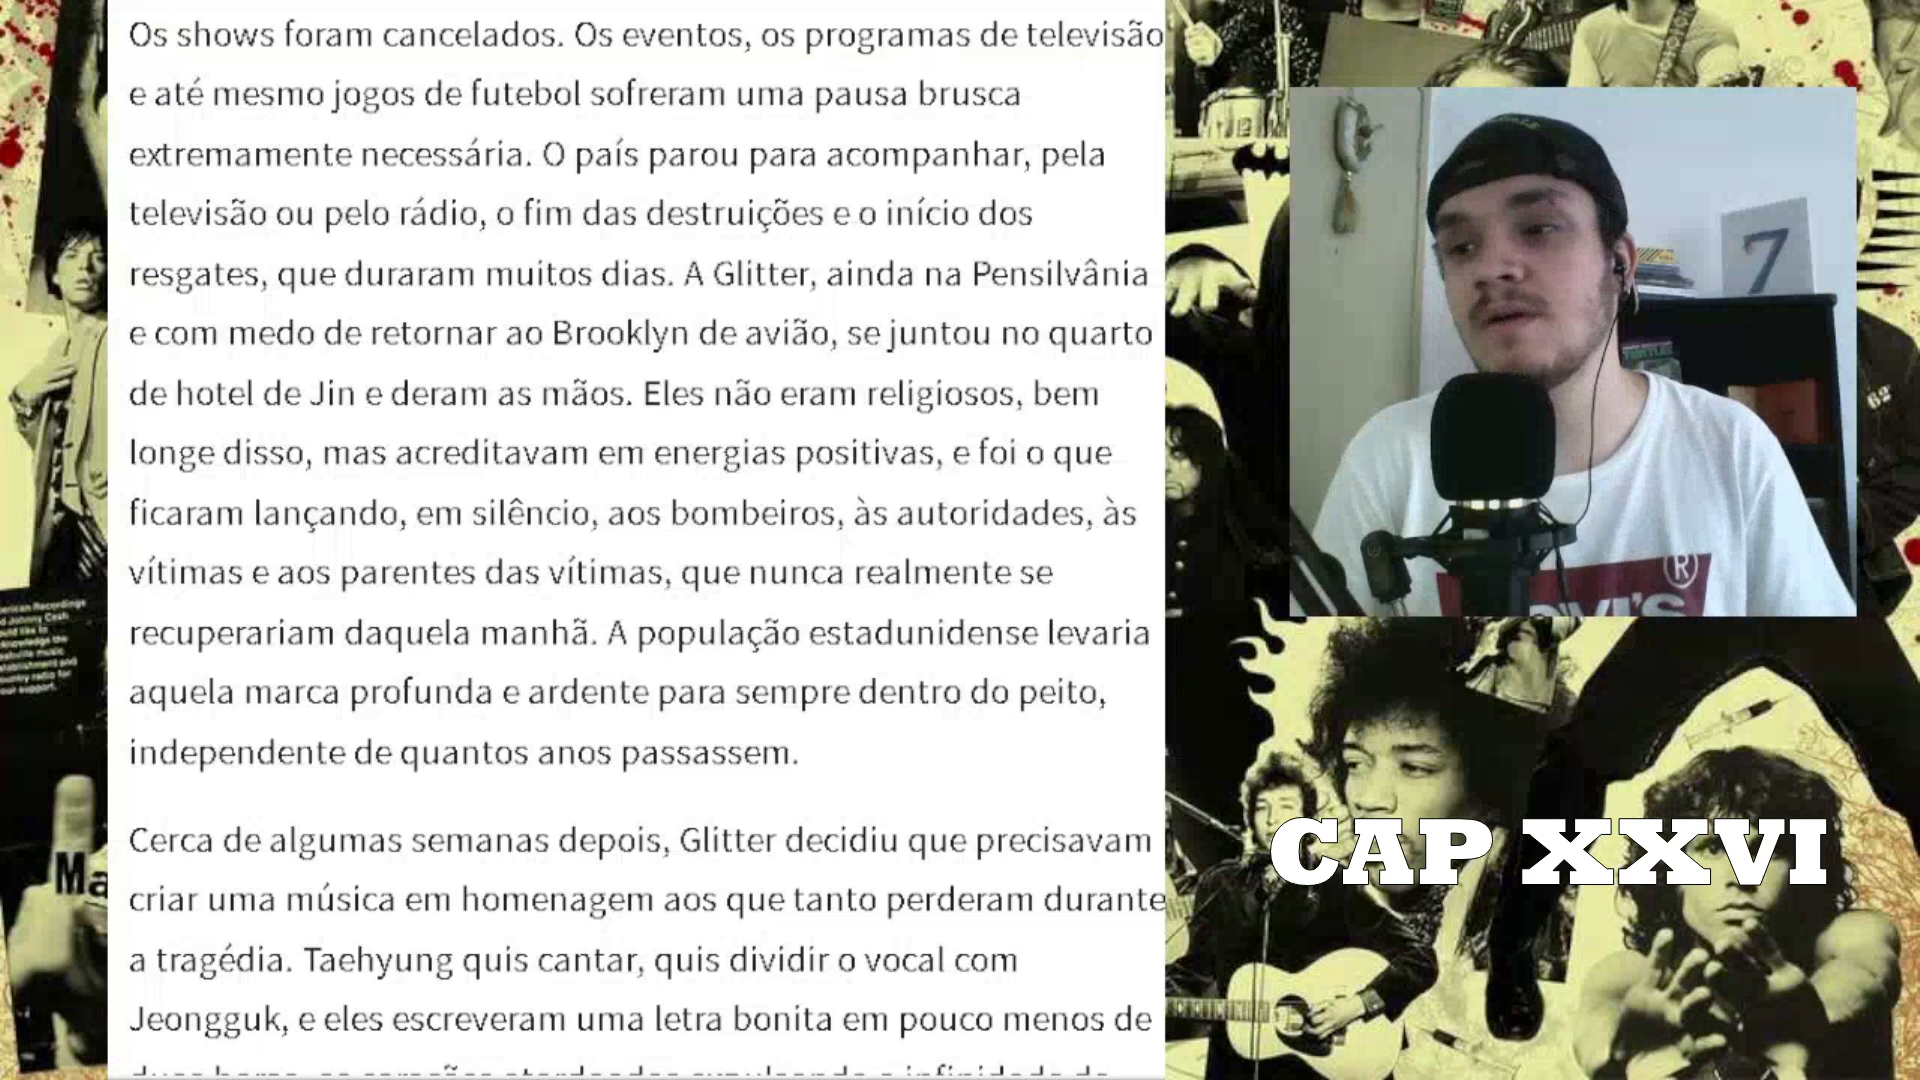 Os shows foram cancelados. Os eventos, os programas de televisão
e até mesmo jogos de futebol sofreram uma pausa brusca
extremamente necessária. O país parou para acompanhar, pela
televisão ou pelo rádio, o fim das destruições e o início dos
resgates, que duraram muitos dias. A Glitter, ainda na Pensilvânia
e com medo de retornar ao Brooklyn de avião, se juntou no quarto
de hotel de Jin e deram as mãos. Eles não eram religiosos, bem
longe disso, mas acreditavam em energias positivas, e foi o que
ficaram lançando, em silêncio, aos bombeiros, às autoridades, às
vítimas e aos parentes das vítimas, que nunca realmente se
recuperariam daquela manhã. A população estadunidense levaria
aquela marca profunda e ardente para sempre dentro do peito,
independente de quantos anos passassem.
Cerca de algumas semanas depois, Glitter decidiu que precisavam
criar uma música em homenagem aos que tanto perderam durante
a tragédia. Taehyung quis cantar, quis dividir o vocal com
Jeongguk, e eles escreveram uma letra bonita em pouco menos de
7
®
CAP XXVI
Ma